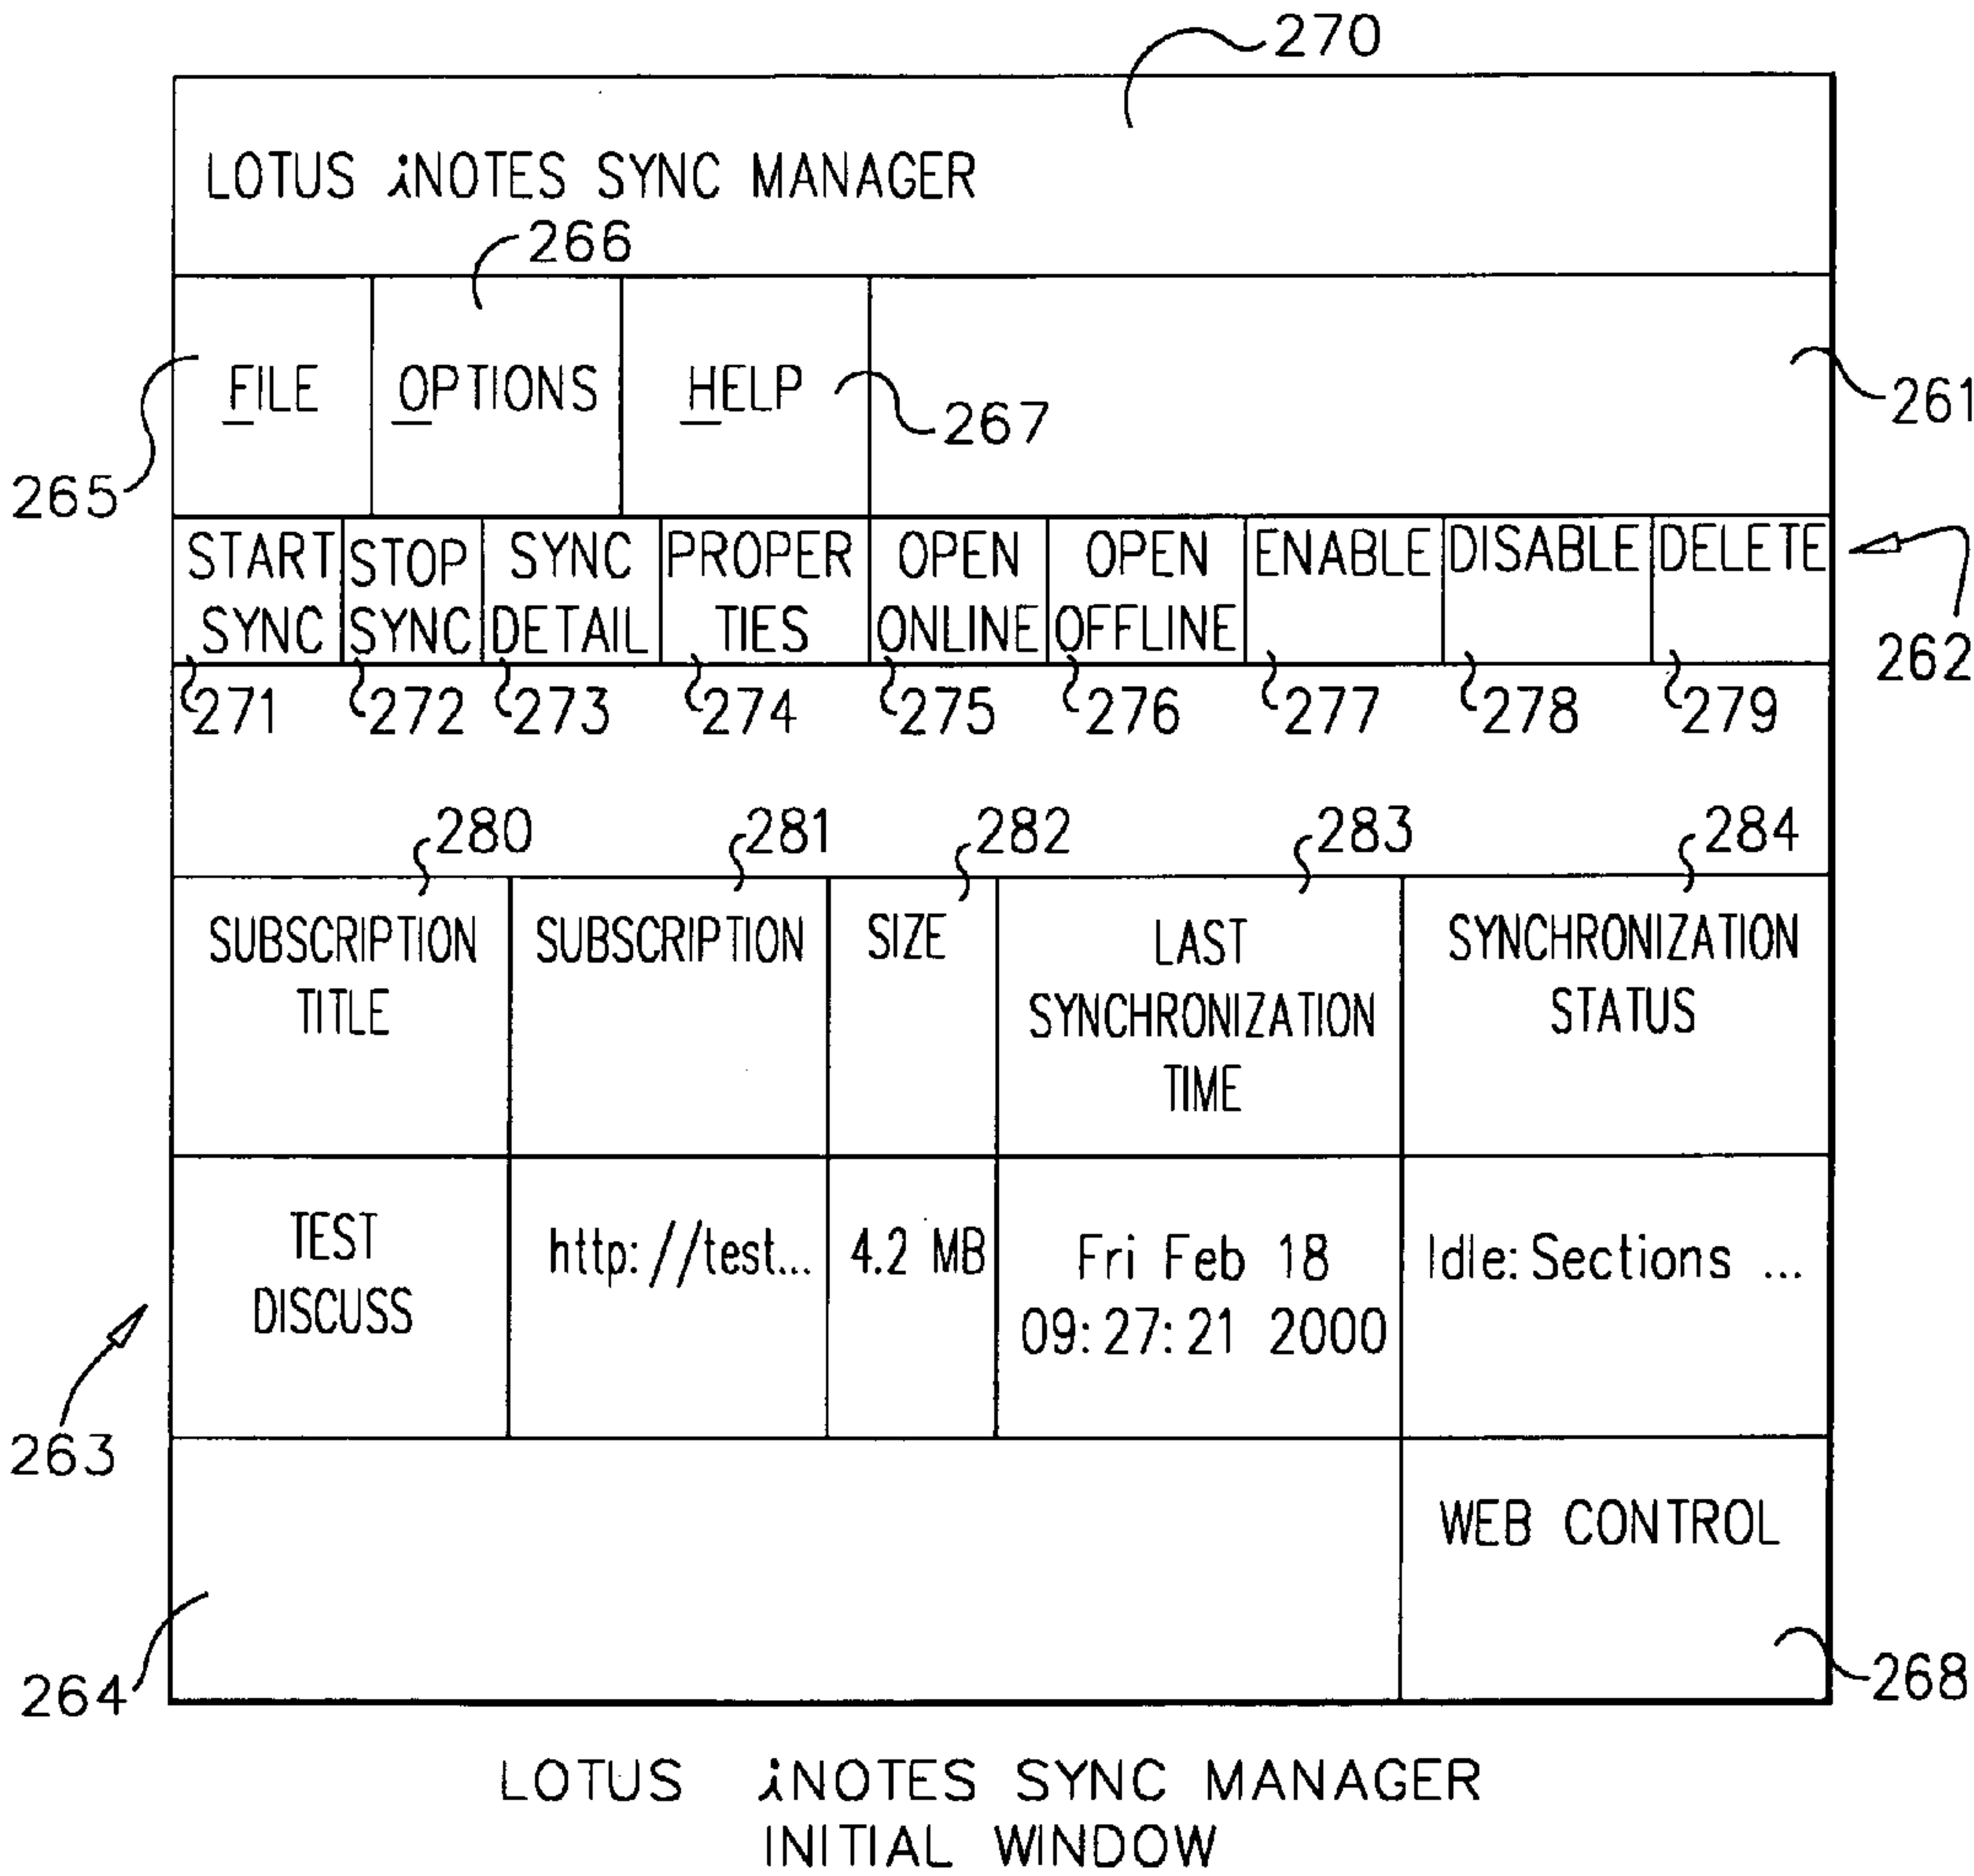 270
LOTUS iNOTES SYNC MANAGER
266
FILE OPTIONS HELP
267
261
265
START SYNC
STOP SYNC
SYNC DETAIL
PROPER TIES
OPEN ONLINE
OPEN OFFLINE
ENABLE
DISABLE
DELETE
262
271 272 273 274 275 276 277 278 279
280 281 282 283 284
SUBSCRIPTION TITLE
SUBSCRIPTION
SIZE
LAST SYNCHRONIZATION TIME
SYNCHRONIZATION STATUS
TEST DISCUSS
http://test...
4.2 MB
Fri Feb 18
09:27:21 2000
Idle: Sections ...
263
WEB CONTROL
264
268
LOTUS iNOTES SYNC MANAGER
INITIAL WINDOW